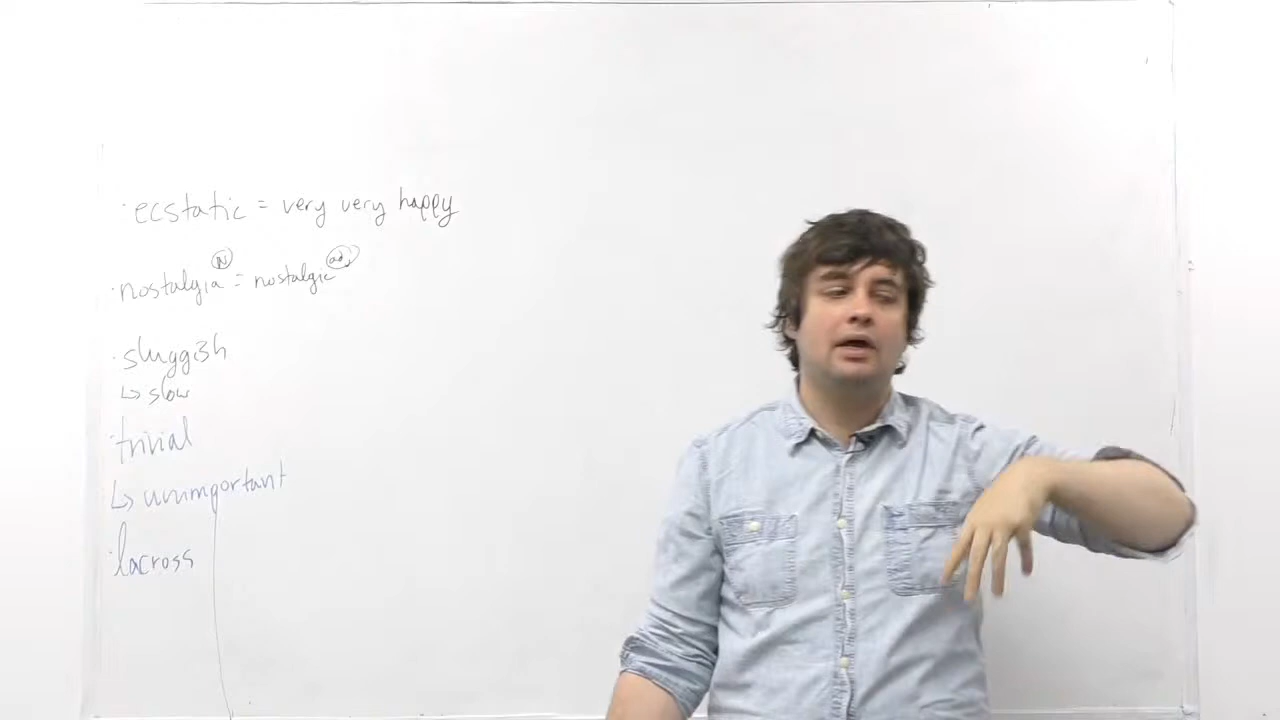 · ecstatic = very very happy
· nostalgia (N) = nostalgic (adj)
· sluggish
↳ slow
· trivial
↳ unimportant
· lacross